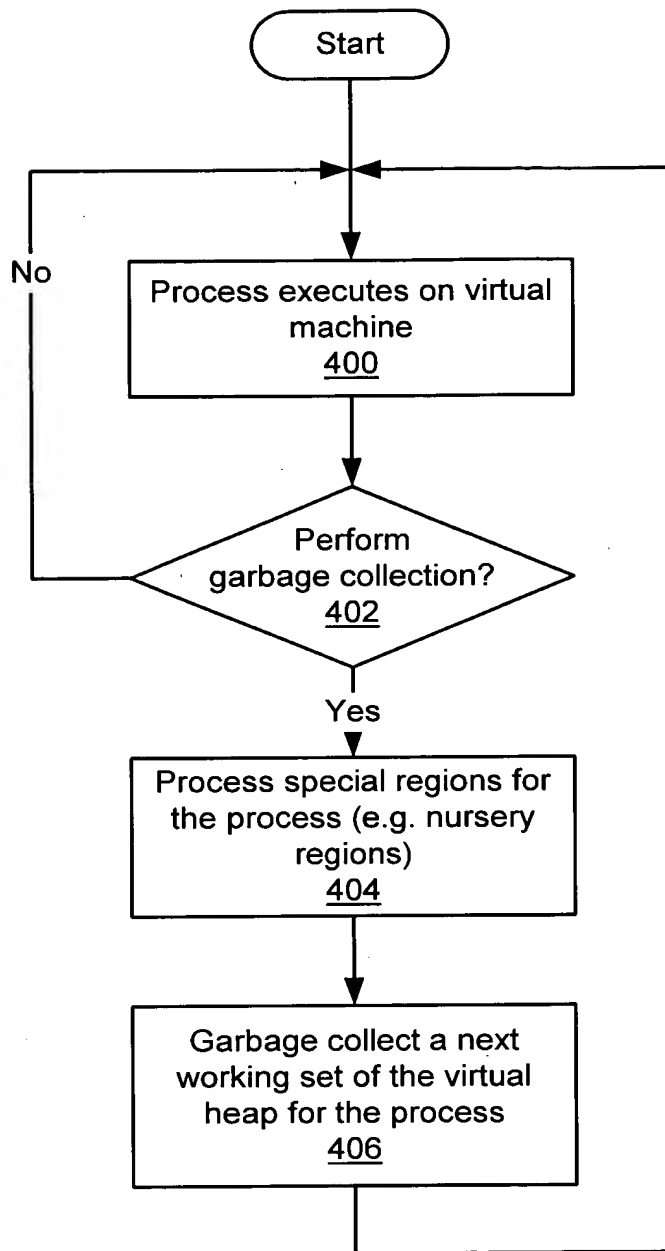 Start
No
Process executes on virtual
machine
400
Perform
garbage collection?
402
Yes
Process special regions for
the process (e.g. nursery
regions)
404
Garbage collect a next
working set of the virtual
heap for the process
406